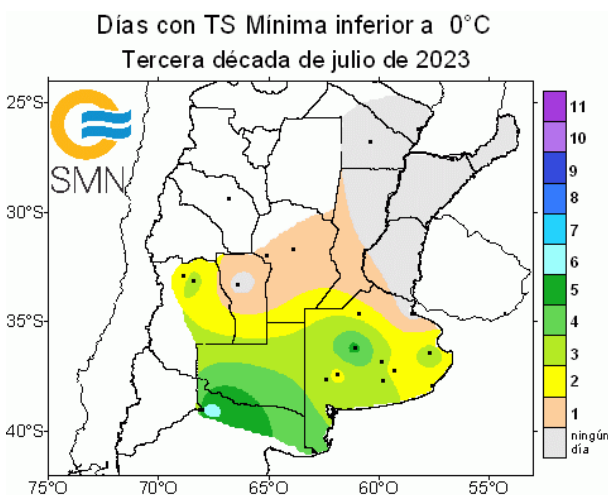 Días con TS Mínima inferior a 0°C
Tercera década de julio de 2023
SMN
25°S
30°S
35°S
40°S
75°O
70°O
65°O
60°O
55°O
11
10
9
8
7
6
5
4
3
2
1
ningún
día